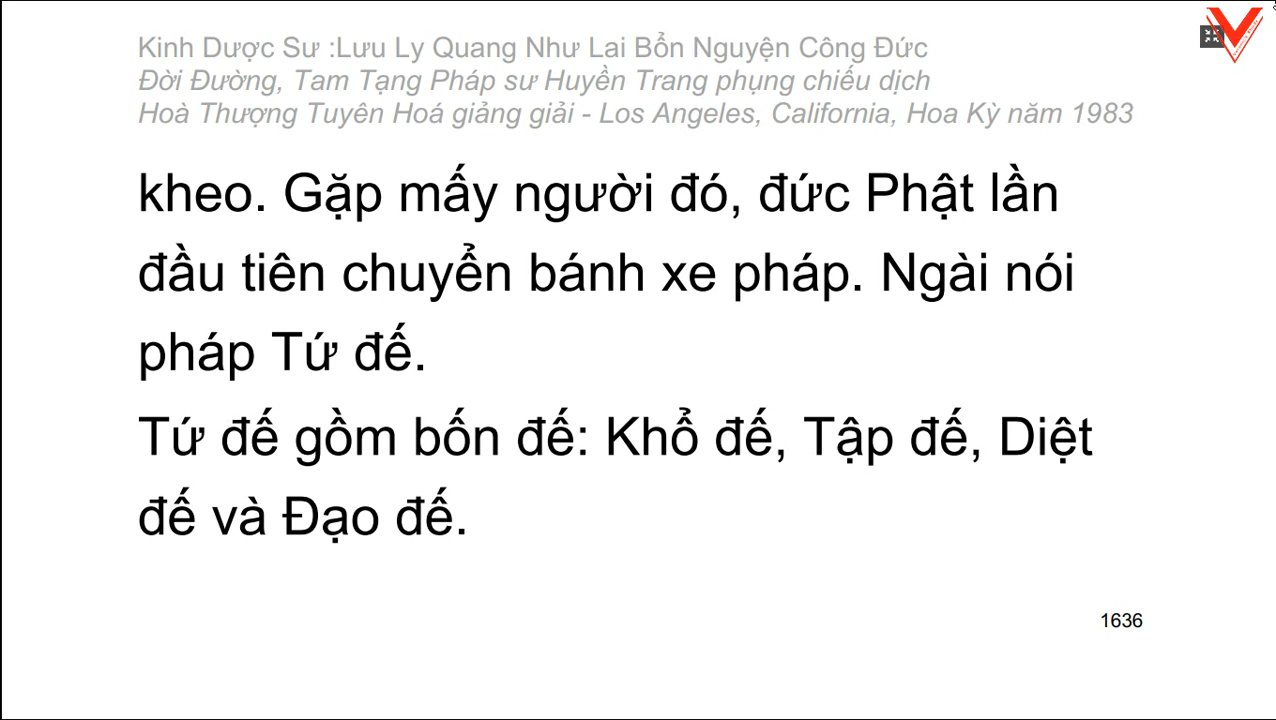 Kinh Dược Sư :Lưu Ly Quang Như Lai Bổn Nguyện Công Đức
Đời Đường, Tam Tạng Pháp sư Huyền Trang phụng chiếu dịch
Hoà Thượng Tuyên Hoá giảng giải - Los Angeles, California, Hoa Kỳ năm 1983
kheo. Gặp mấy người đó, đức Phật lần
đầu tiên chuyển bánh xe pháp. Ngài nói
pháp Tứ đế.
Tứ đế gồm bốn đế: Khổ đế, Tập đế, Diệt
đế và Đạo đế.
1636